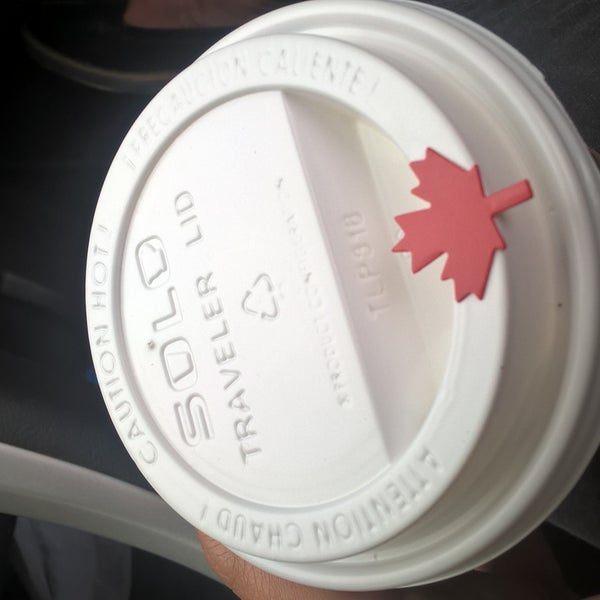 CAUTION HOT!
¡PRECAUCION CALIENTE!
ATTENTION CHAUD!
SOLO
TRAVELER LID
TLP316